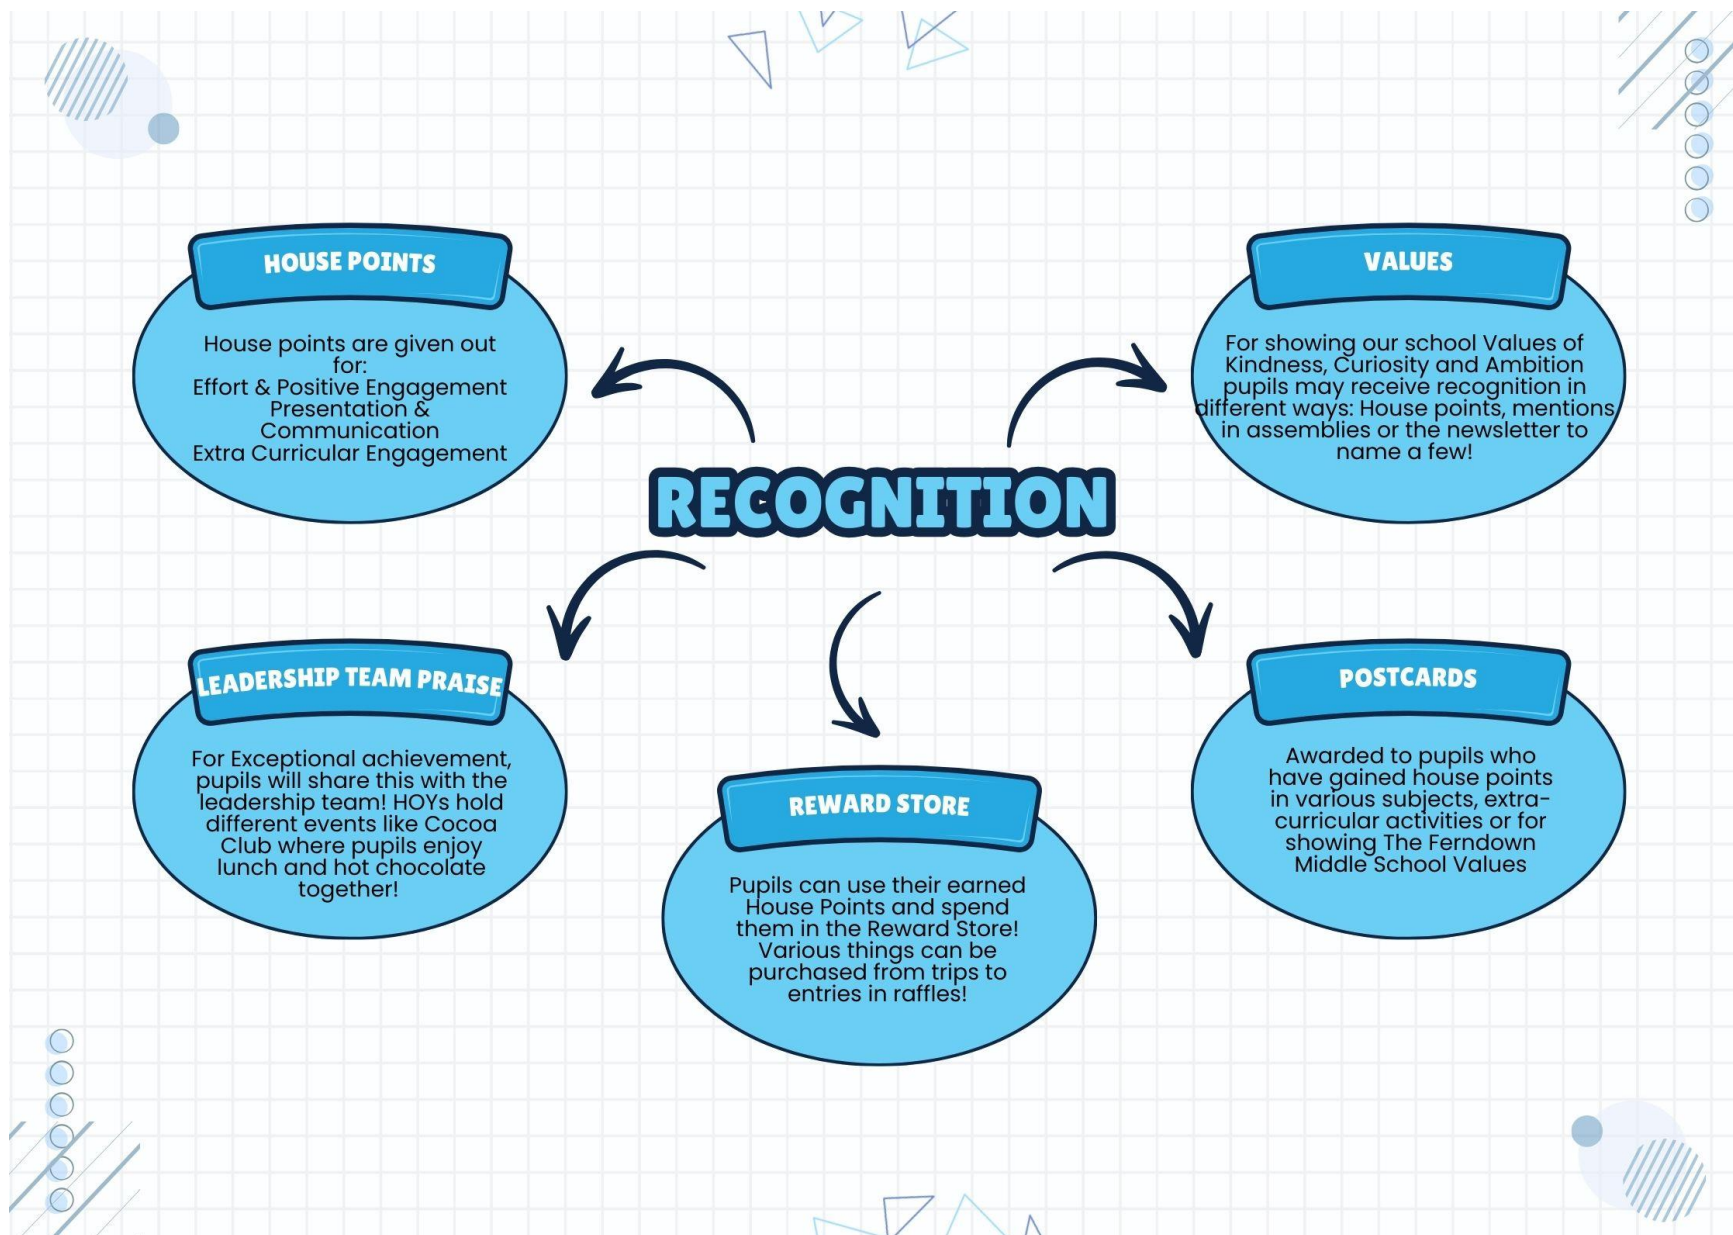 HOUSE POINTS
House points are given out
for:
Effort & Positive Engagement
Presentation &
Communication
Extra Curricular Engagement
VALUES
For showing our school Values of
Kindness, Curiosity and Ambition
pupils may receive recognition in
different ways: House points, mentions
in assemblies or the newsletter to
name a few!
RECOGNITION
LEADERSHIP TEAM PRAISE
For Exceptional achievement,
pupils will share this with the
leadership team! HOYs hold
different events like Cocoa
Club where pupils enjoy
lunch and hot chocolate
together!
REWARD STORE
Pupils can use their earned
House Points and spend
them in the Reward Store!
Various things can be
purchased from trips to
entries in raffles!
POSTCARDS
Awarded to pupils who
have gained house points
in various subjects, extra-
curricular activities or for
showing The Ferndown
Middle School Values